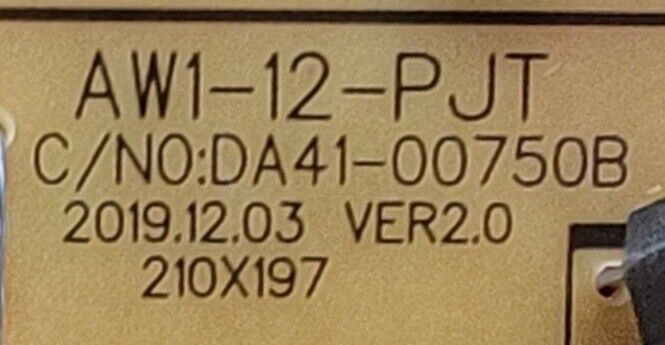 AW1-12-PJT
C/NO:DA41-00750B
2019.12.03 VER2.0
210X197